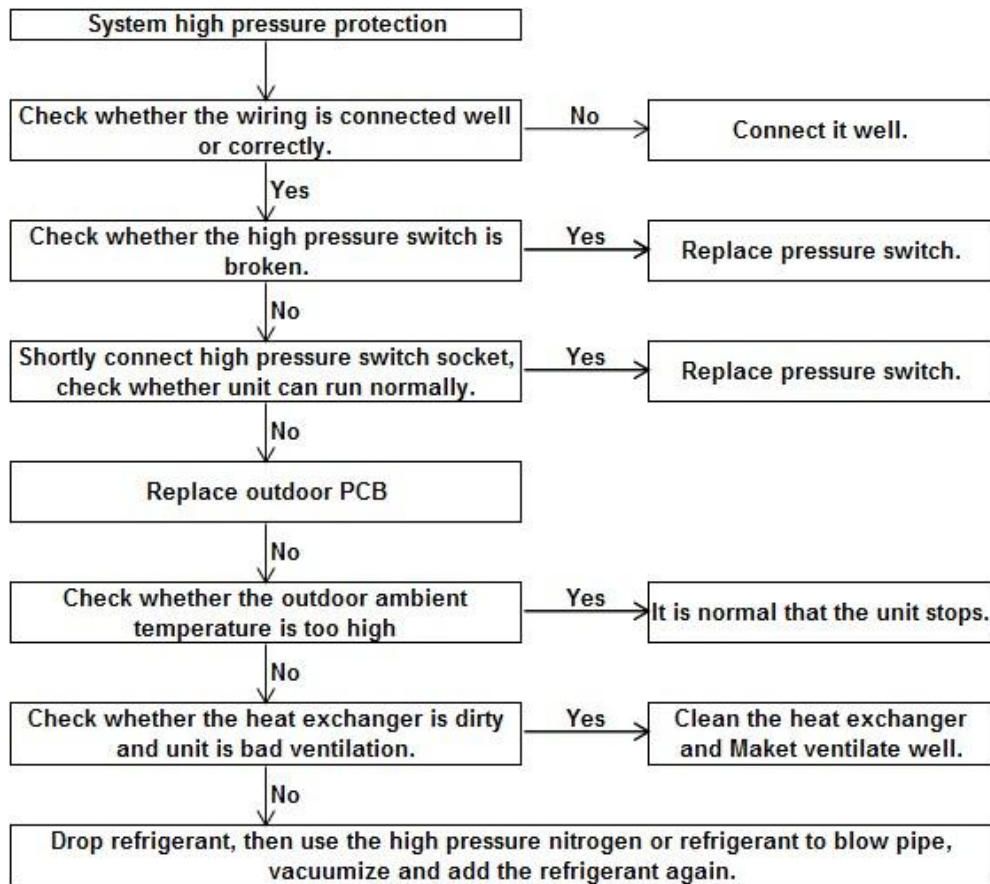 System high pressure protection
Check whether the wiring is connected well
or correctly.
No
Connect it well.
Yes
Check whether the high pressure switch is
broken.
Yes
Replace pressure switch.
No
Shortly connect high pressure switch socket,
check whether unit can run normally.
Yes
Replace pressure switch.
No
Replace outdoor PCB
No
Check whether the outdoor ambient
temperature is too high
Yes
It is normal that the unit stops.
No
Check whether the heat exchanger is dirty
and unit is bad ventilation.
Yes
Clean the heat exchanger
and Maket ventilate well.
No
Drop refrigerant, then use the high pressure nitrogen or refrigerant to blow pipe,
vacuumize and add the refrigerant again.